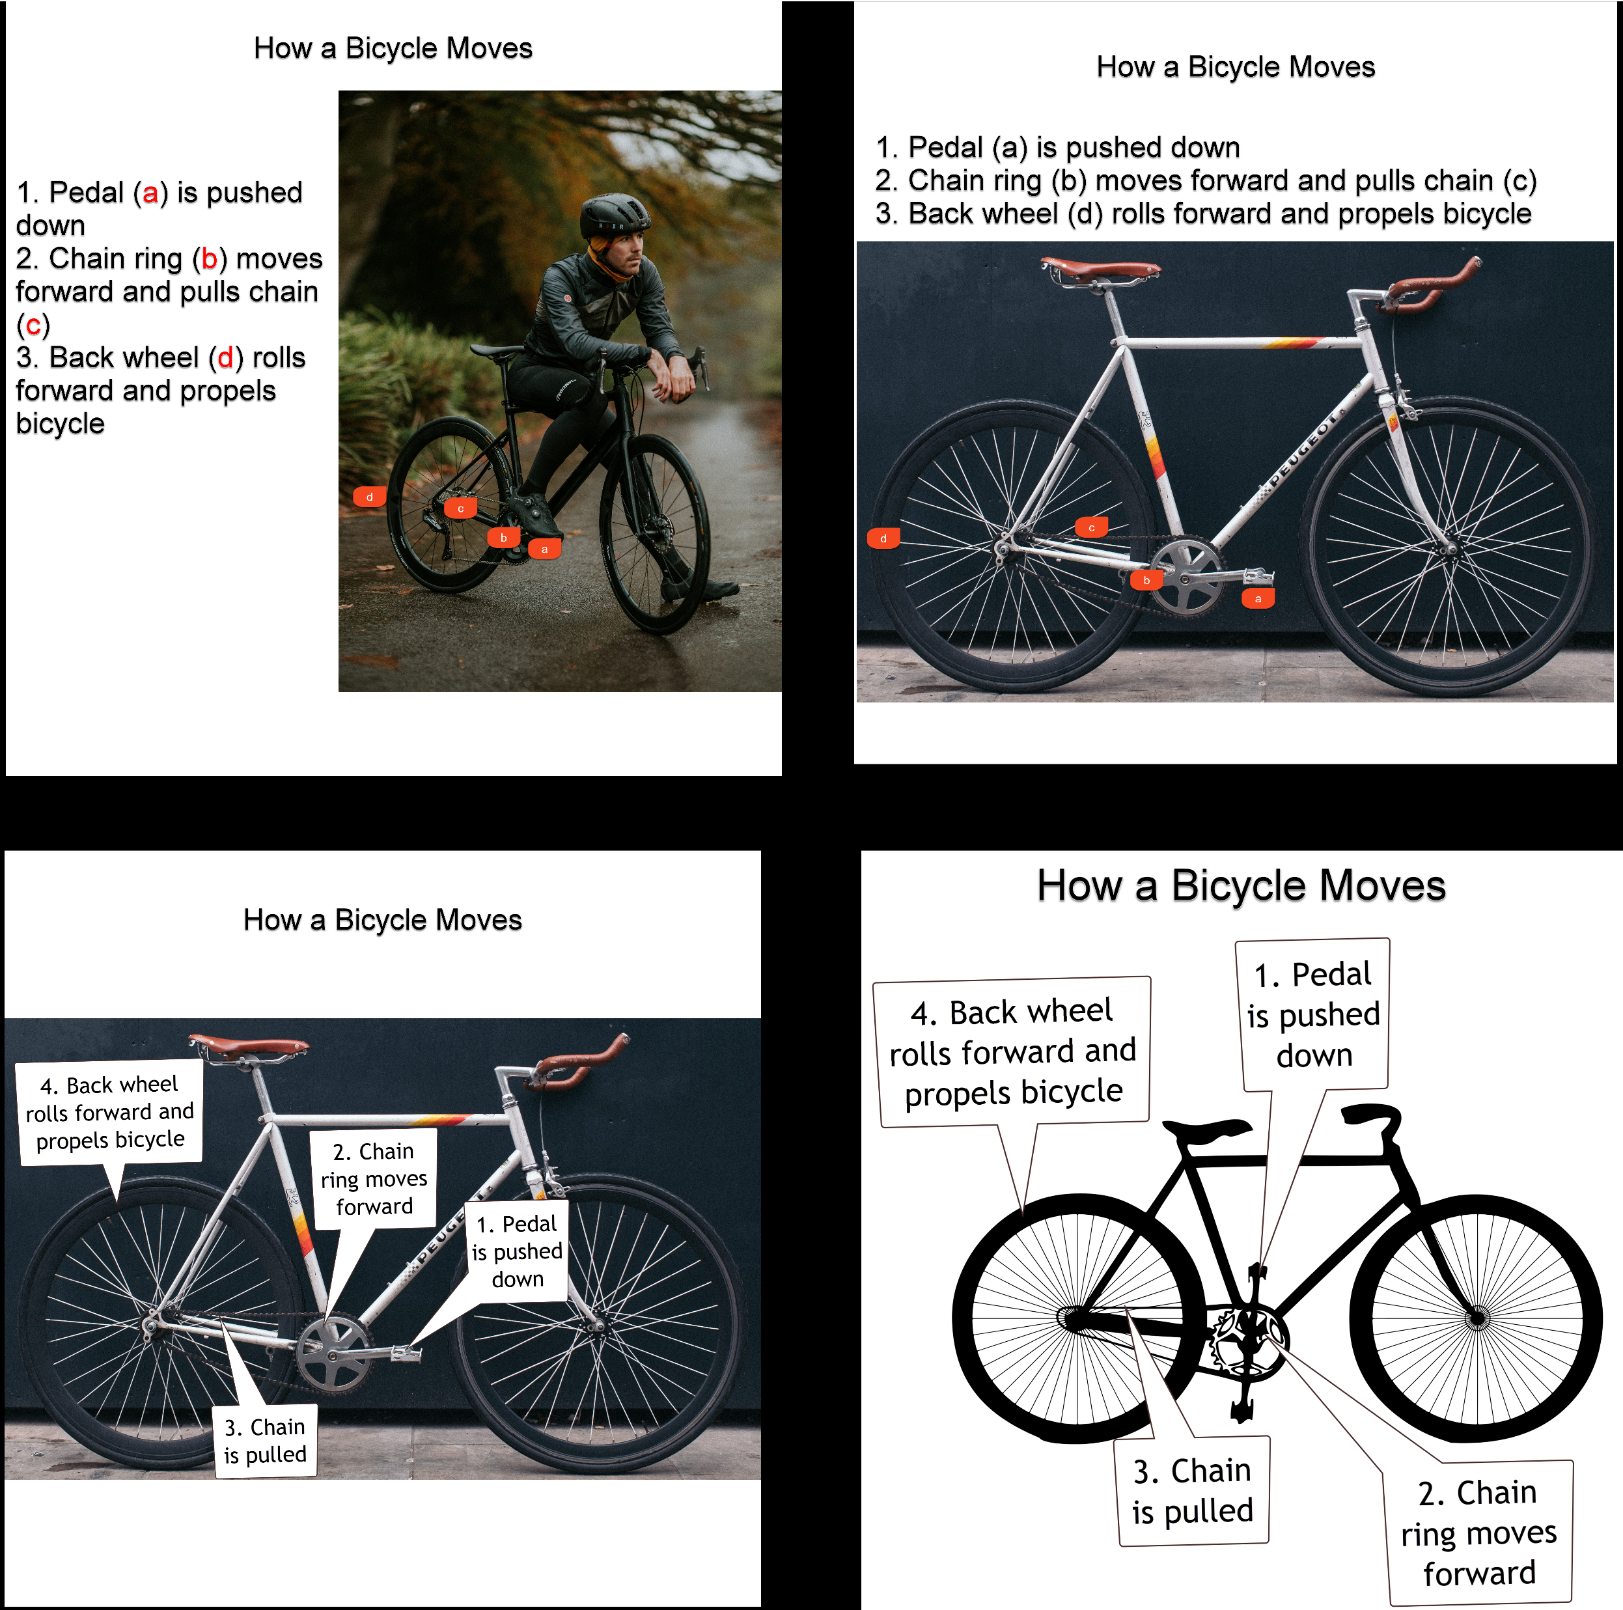 How a Bicycle Moves
1. Pedal (a) is pushed
down
2. Chain ring (b) moves
forward and pulls chain
(c)
3. Back wheel (d) rolls
forward and propels
bicycle
d
c
b
a
How a Bicycle Moves
1. Pedal (a) is pushed down
2. Chain ring (b) moves forward and pulls chain (c)
3. Back wheel (d) rolls forward and propels bicycle
PEUGEOT
d
c
b
a
How a Bicycle Moves
4. Back wheel
rolls forward and
propels bicycle
2. Chain
ring moves
forward
PEUGE
1. Pedal
is pushed
down
3. Chain
is pulled
How a Bicycle Moves
1. Pedal
is pushed
down
4. Back wheel
rolls forward and
propels bicycle
3. Chain
is pulled
2. Chain
ring moves
forward